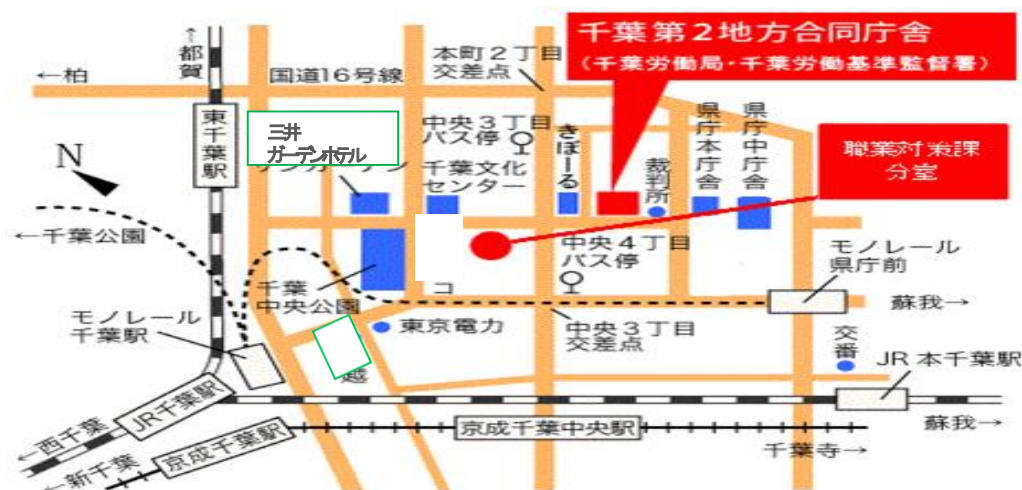 千葉第2地方合同庁舎
(千葉労働局・千葉労働基準監督署)
←都賀
本町2丁目
交差点
←柏
国道16号線
東千葉駅
三井
ガーデンホテル
中央3丁目
バス停
きぼーる
県庁本庁舎
県庁中庁舎
職業対策課
分室
N
千葉文化
センター
裁判所
←千葉公園
中央4丁目
バス停
モノレール
県庁前
千葉
中央公園
コ
蘇我→
モノレール
千葉駅
東京電力
中央3丁目
交差点
交番
越
JR本千葉駅
JR千葉駅
←西千葉
京成千葉駅
京成千葉中央駅
蘇我→
←新千葉
千葉寺→